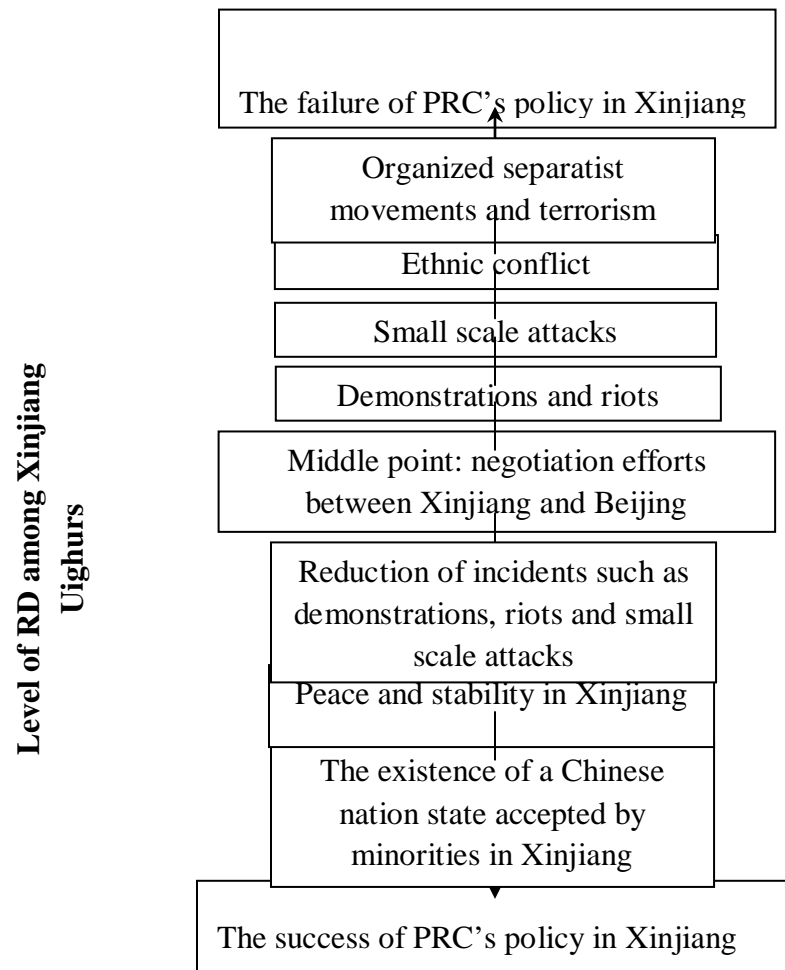 The failure of PRC’s policy in Xinjiang
Organized separatist
movements and terrorism
Ethnic conflict
Small scale attacks
Demonstrations and riots
Middle point: negotiation efforts
between Xinjiang and Beijing
Reduction of incidents such as
demonstrations, riots and small
scale attacks
Peace and stability in Xinjiang
The existence of a Chinese
nation state accepted by
minorities in Xinjiang
The success of PRC’s policy in Xinjiang
Level of RD among Xinjiang
Uighurs